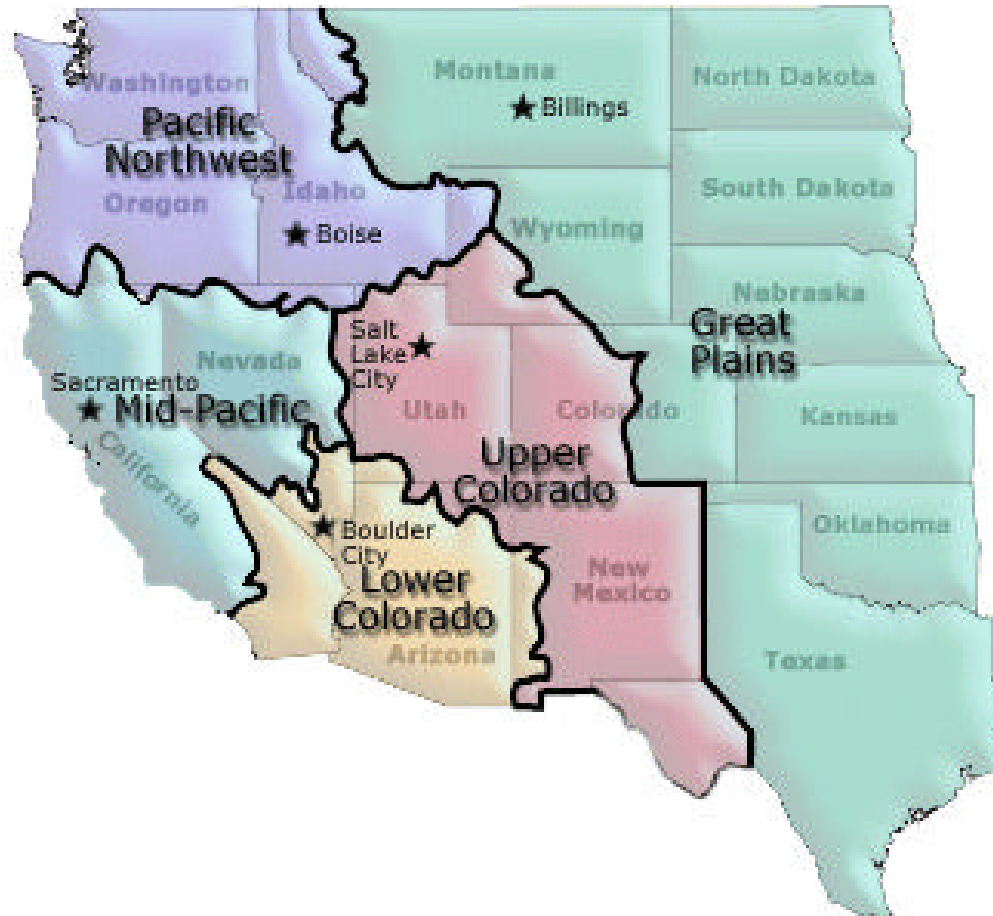 Washington
Montana
North Dakota
Billings
Pacific
Northwest
Idaho
Oregon
South Dakota
Boise
Wyoming
Nebraska
Great
Plains
Salt
Lake
City
Nevada
Sacramento
Mid-Pacific
Utah
Colorado
Kansas
California
Upper
Colorado
Boulder
City
Oklahoma
Lower
Colorado
New
Mexico
Arizona
Texas